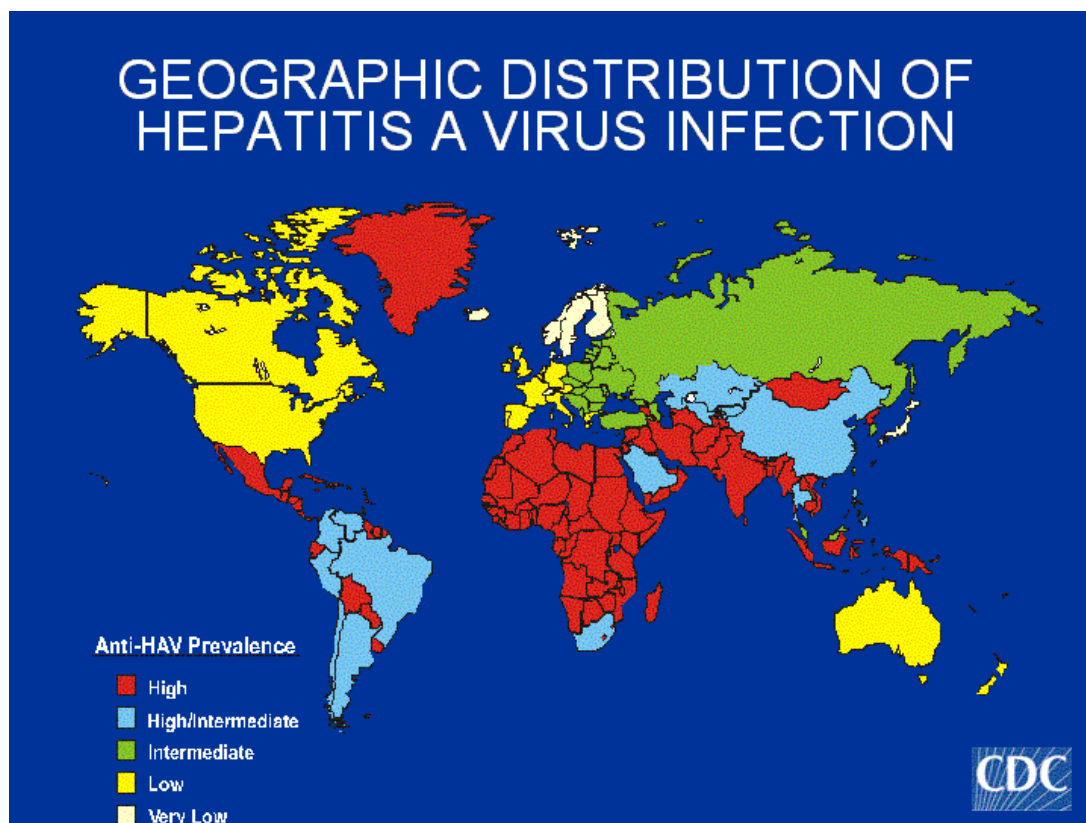 GEOGRAPHIC DISTRIBUTION OF
HEPATITIS A VIRUS INFECTION
Anti-HAV Prevalence
High
High/Intermediate
Intermediate
Low
Very Low
CDC